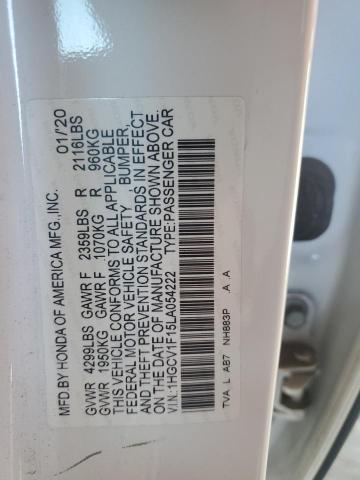 MFD BY HONDA OF AMERICA MFG.,INC. 01/'20
GVWR 4299LBS GAWR F 2359LBS R 2116LBS
GVWR 1950KG GAWR F 1070KG R 960KG
THIS VEHICLE CONFORMS TO ALL APPLICABLE
FEDERAL MOTOR VEHICLE SAFETY BUMPER,
AND THEFT PREVENTION STANDARDS IN EFFECT
ON THE DATE OF MANUFACTURE SHOWN ABOVE.
V.I.N:1HGCV1F15LA054222 TYPE:PASSENGER CAR
TVA L AB7 NH883P .A .A